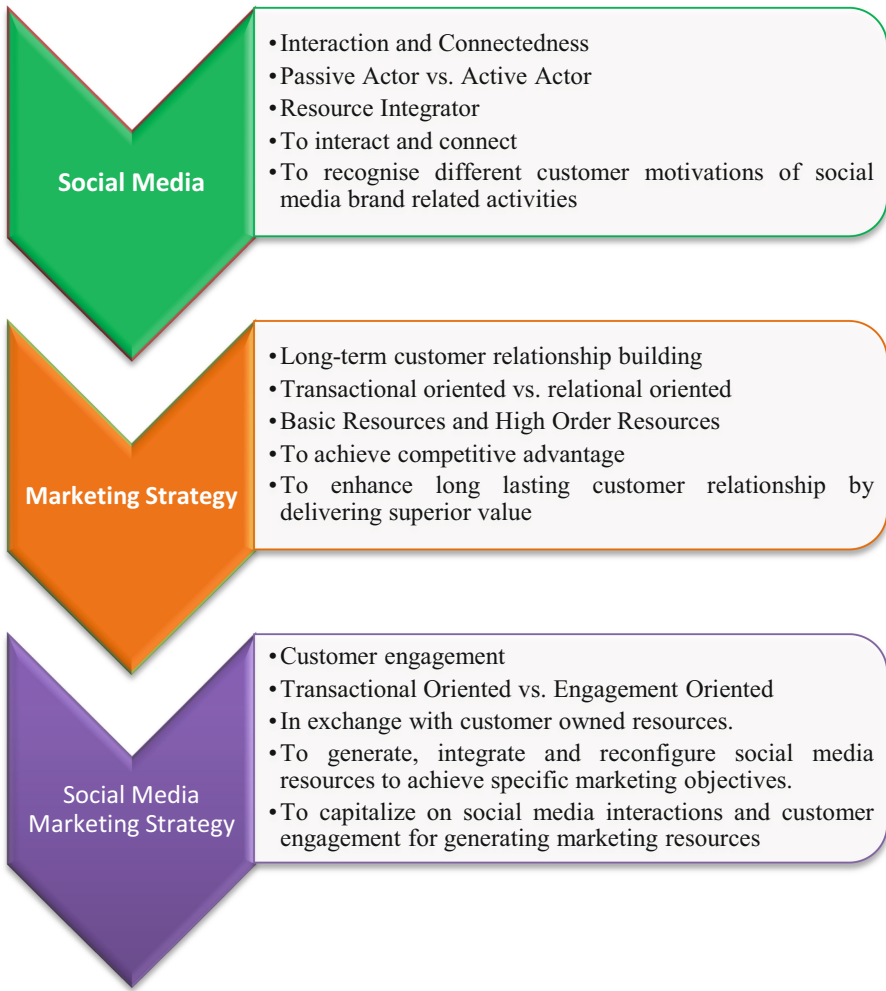 Social Media
•Interaction and Connectedness
•Passive Actor vs. Active Actor
•Resource Integrator
•To interact and connect
•To recognise different customer motivations of social
media brand related activities
Marketing Strategy
•Long-term customer relationship building
•Transactional oriented vs. relational oriented
•Basic Resources and High Order Resources
•To achieve competitive advantage
•To enhance long lasting customer relationship by
delivering superior value
Social Media
Marketing Strategy
•Customer engagement
•Transactional Oriented vs. Engagement Oriented
•In exchange with customer owned resources.
•To generate, integrate and reconfigure social media
resources to achieve specific marketing objectives.
•To capitalize on social media interactions and customer
engagement for generating marketing resources